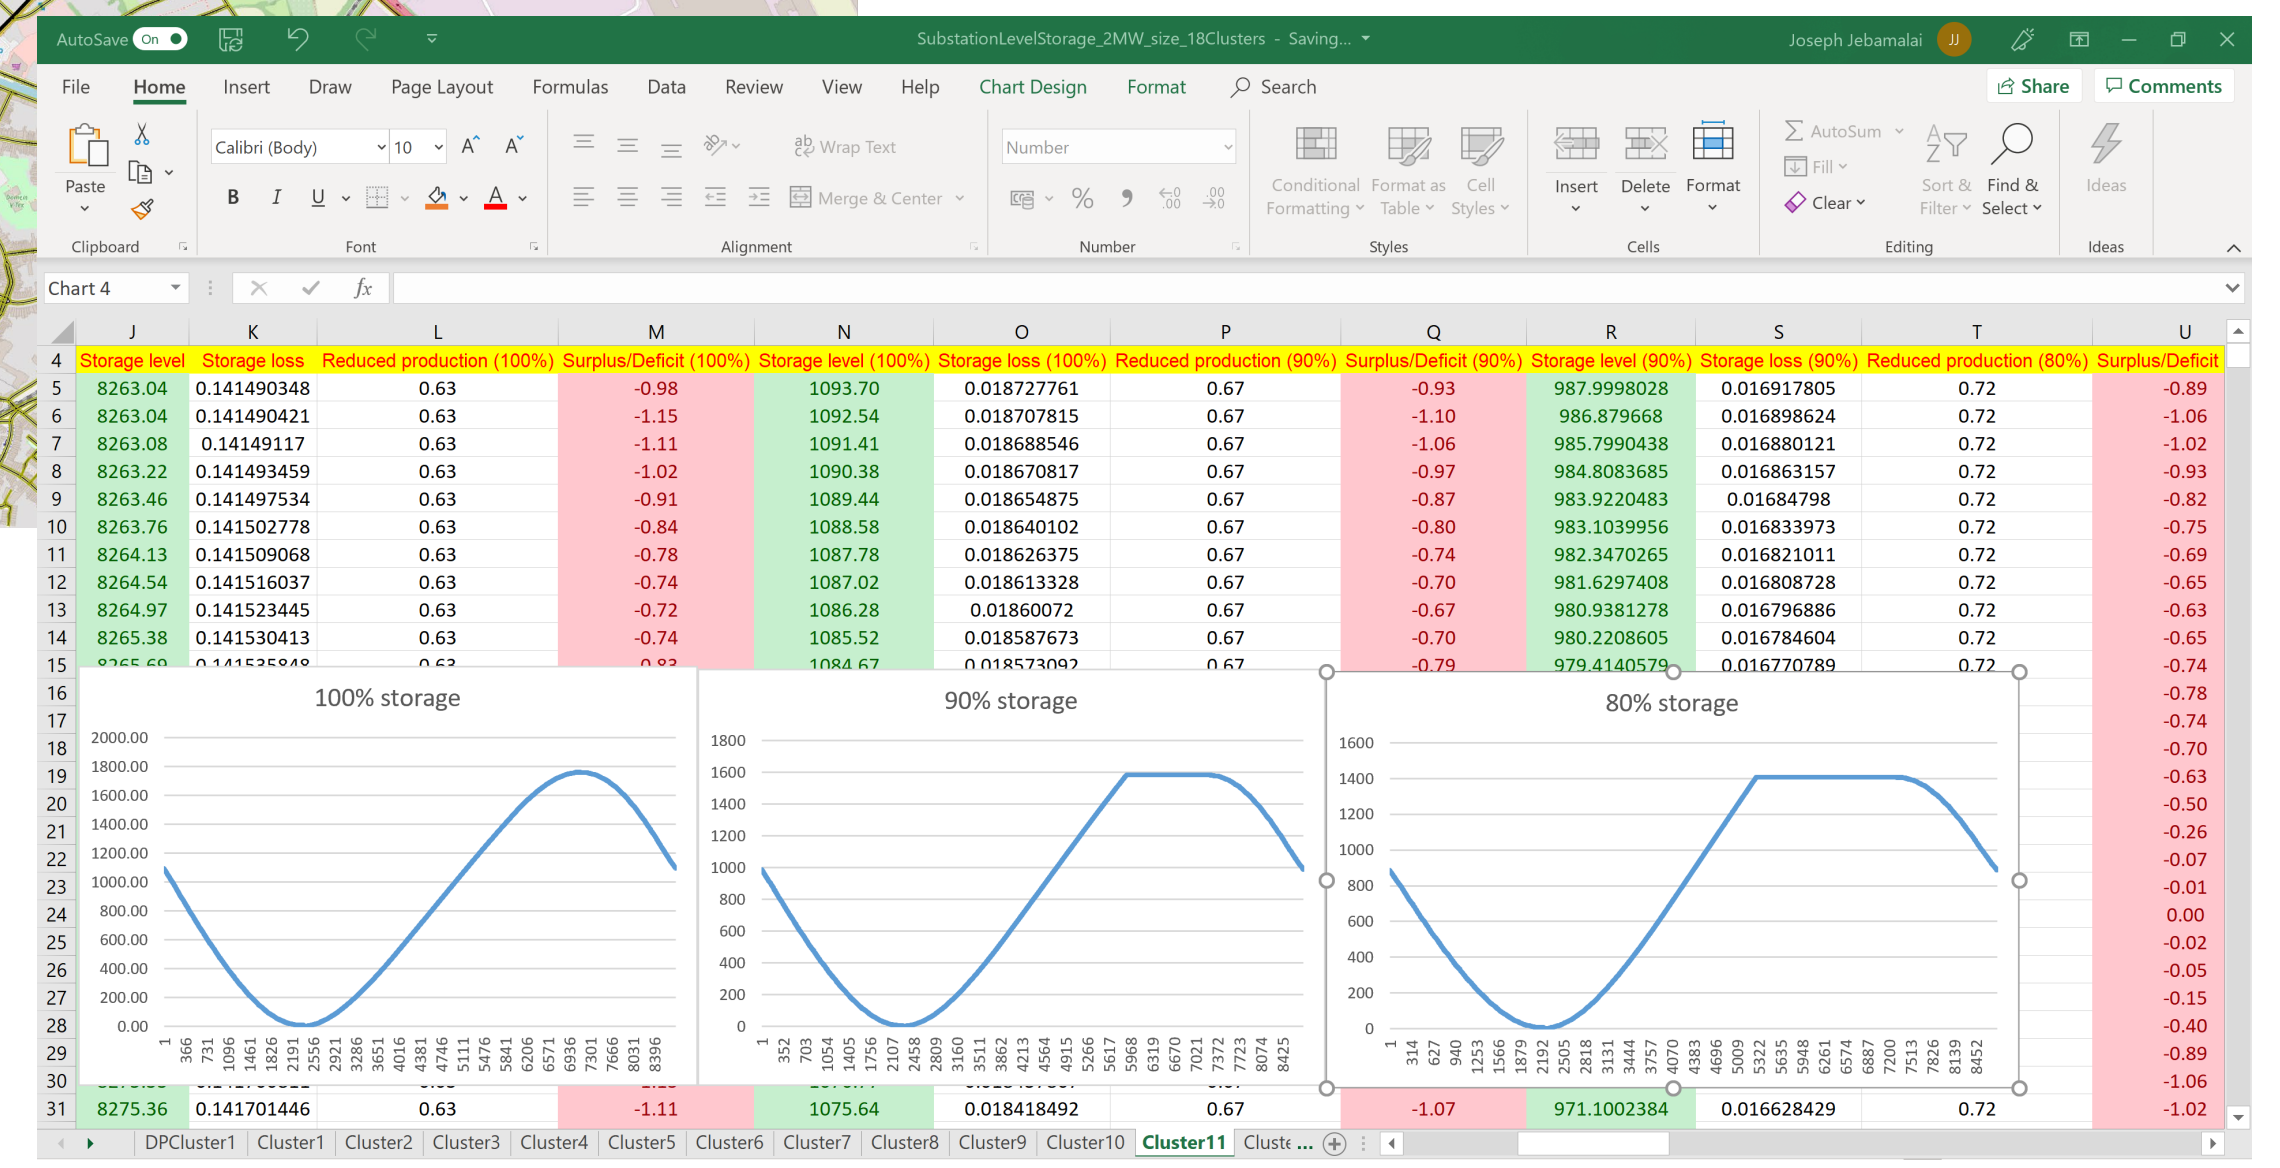 AutoSave On SubstationLevelStorage_2MW_size_18Clusters - Saving... Joseph Jebamalai JJ
File Home Insert Draw Page Layout Formulas Data Review View Help Chart Design Format Search Share Comments
Calibri (Body) 10 Wrap Text Number AutoSum
Paste Merge & Center Conditional Formatting Format as Table Cell Styles Insert Delete Format Fill Clear Sort & Filter Find & Select Ideas
Clipboard Font Alignment Number Styles Cells Editing Ideas
Chart 4 fx
J K L M N O P Q R S T U
4 Storage level Storage loss Reduced production (100%) Surplus/Deficit (100%) Storage level (100%) Storage loss (100%) Reduced production (90%) Surplus/Deficit (90%) Storage level (90%) Storage loss (90%) Reduced production (80%) Surplus/Deficit
5 8263.04 0.141490348 0.63 -0.98 1093.70 0.018727761 0.67 -0.93 987.9998028 0.016917805 0.72 -0.89
6 8263.04 0.141490421 0.63 -1.15 1092.54 0.018707815 0.67 -1.10 986.879668 0.016898624 0.72 -1.06
7 8263.08 0.14149117 0.63 -1.11 1091.41 0.018688546 0.67 -1.06 985.7990438 0.016880121 0.72 -1.02
8 8263.22 0.141493459 0.63 -1.02 1090.38 0.018670817 0.67 -0.97 984.8083685 0.016863157 0.72 -0.93
9 8263.46 0.141497534 0.63 -0.91 1089.44 0.018654875 0.67 -0.87 983.9220483 0.01684798 0.72 -0.82
10 8263.76 0.141502778 0.63 -0.84 1088.58 0.018640102 0.67 -0.80 983.1039956 0.016833973 0.72 -0.75
11 8264.13 0.141509068 0.63 -0.78 1087.78 0.018626375 0.67 -0.74 982.3470265 0.016821011 0.72 -0.69
12 8264.54 0.141516037 0.63 -0.74 1087.02 0.018613328 0.67 -0.70 981.6297408 0.016808728 0.72 -0.65
13 8264.97 0.141523445 0.63 -0.72 1086.28 0.01860072 0.67 -0.67 980.9381278 0.016796886 0.72 -0.63
14 8265.38 0.141530413 0.63 -0.74 1085.52 0.018587673 0.67 -0.70 980.2208605 0.016784604 0.72 -0.65
15 8265.69 0.141535848 0.63 -0.83 1084.67 0.018573092 0.67 -0.79 979.4140579 0.016770789 0.72 -0.74
16 -0.78
17 -0.74
18 -0.70
19 -0.63
20 -0.50
21 -0.26
22 -0.07
23 -0.01
24 0.00
25 -0.02
26 -0.05
27 -0.15
28 -0.40
29 -0.89
30 -1.06
100% storage
2000.00
1800.00
1600.00
1400.00
1200.00
1000.00
800.00
600.00
400.00
200.00
0.00
1 366 731 1096 1461 1826 2191 2556 2921 3286 3651 4016 4381 4746 5111 5476 5841 6206 6571 6936 7301 7666 8031 8396
90% storage
1800
1600
1400
1200
1000
800
600
400
200
0
1 352 703 1054 1405 1756 2107 2458 2809 3160 3511 3862 4213 4564 4915 5266 5617 5968 6319 6670 7021 7372 7723 8074 8425
80% storage
1600
1400
1200
1000
800
600
400
200
0
1 314 627 940 1253 1566 1879 2192 2505 2818 3131 3444 3757 4070 4383 4696 5009 5322 5635 5948 6261 6574 6887 7200 7513 7826 8139 8452
31 8275.36 0.141701446 0.63 -1.11 1075.64 0.018418492 0.67 -1.07 971.1002384 0.016628429 0.72 -1.02
DPCluster1 Cluster1 Cluster2 Cluster3 Cluster4 Cluster5 Cluster6 Cluster7 Cluster8 Cluster9 Cluster10 Cluster11 Cluste ...